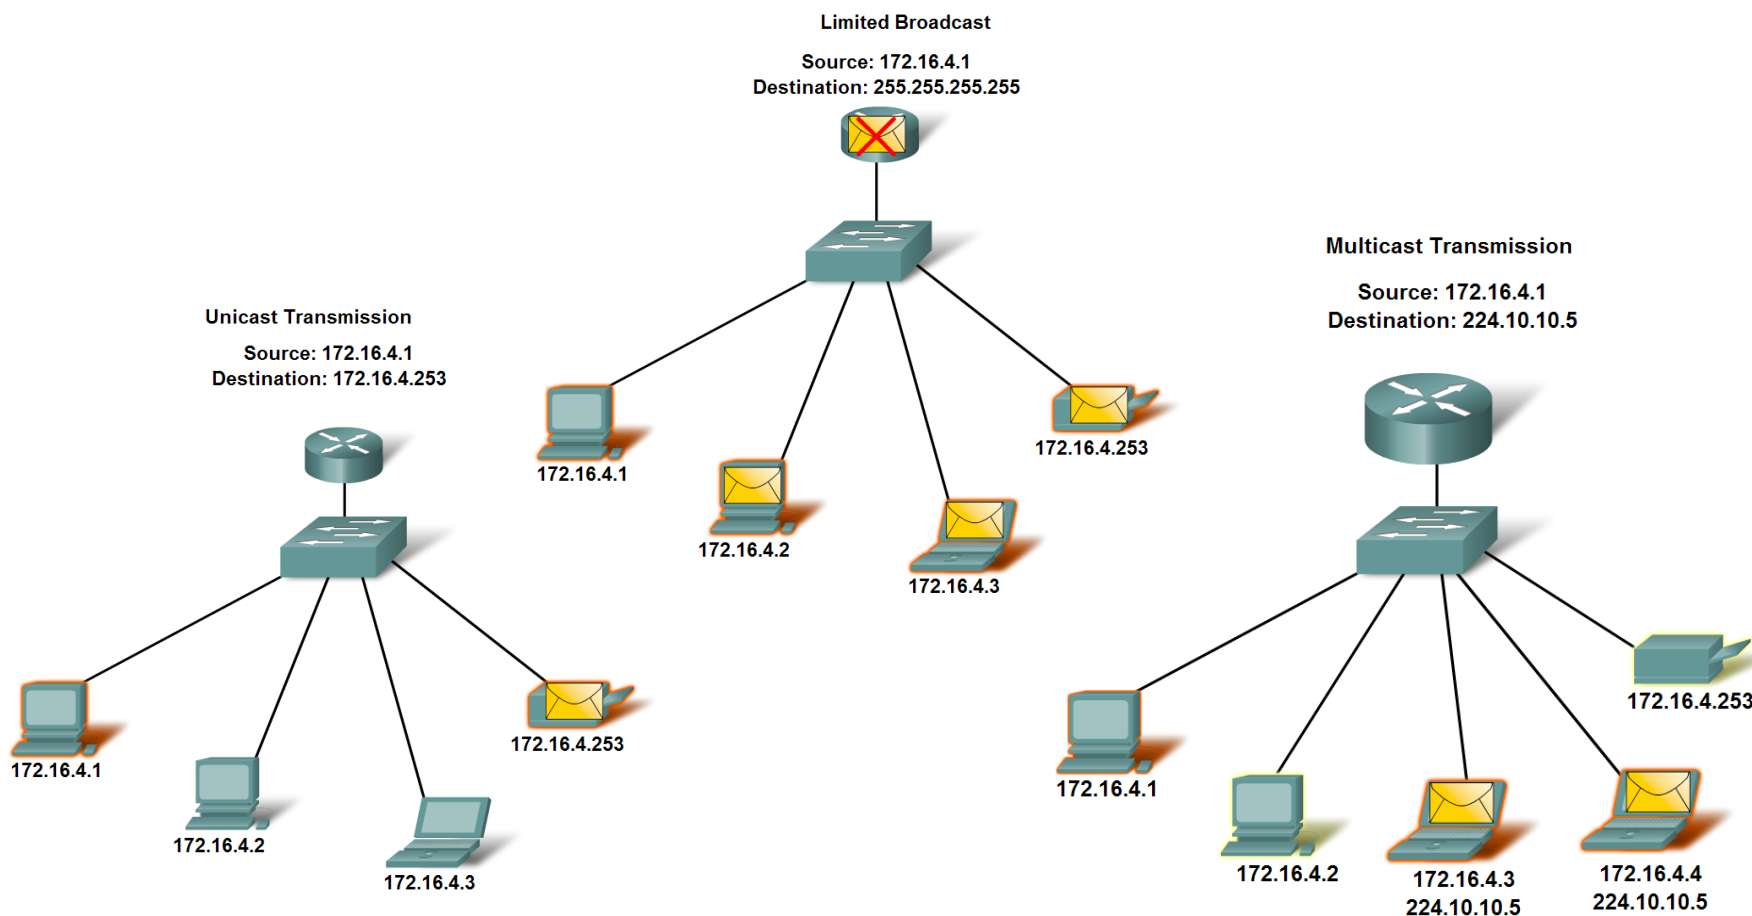 Limited Broadcast
Source: 172.16.4.1
Destination: 255.255.255.255
172.16.4.1
172.16.4.2
172.16.4.3
172.16.4.253
Unicast Transmission
Source: 172.16.4.1
Destination: 172.16.4.253
172.16.4.1
172.16.4.2
172.16.4.3
172.16.4.253
Multicast Transmission
Source: 172.16.4.1
Destination: 224.10.10.5
172.16.4.1
172.16.4.2
172.16.4.3
224.10.10.5
172.16.4.4
224.10.10.5
172.16.4.253